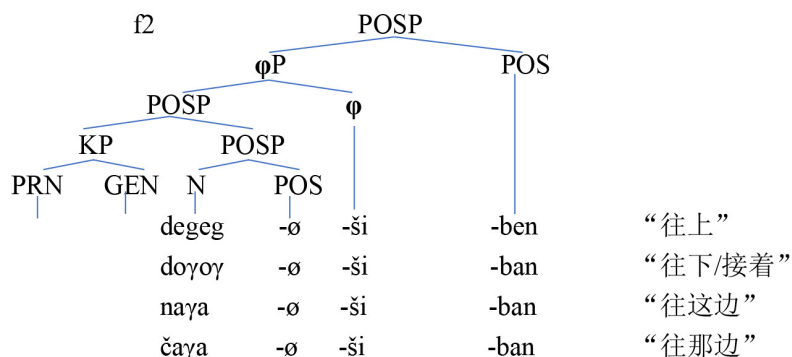 f2 POSP
φP POS
POSP φ
KP POSP
PRN GEN N POS
degeg -ø -ši -ben “往上”
doγoγ -ø -ši -ban “往下/接着”
naγa -ø -ši -ban “往这边”
čaγa -ø -ši -ban “往那边”